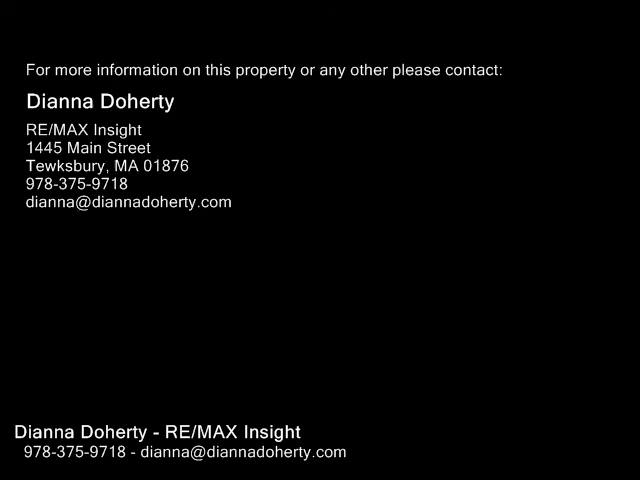 For more information on this property or any other please contact:
Dianna Doherty
RE/MAX Insight
1445 Main Street
Tewksbury, MA 01876
978-375-9718
dianna@diannadoherty.com
Dianna Doherty - RE/MAX Insight
978-375-9718 - dianna@diannadoherty.com